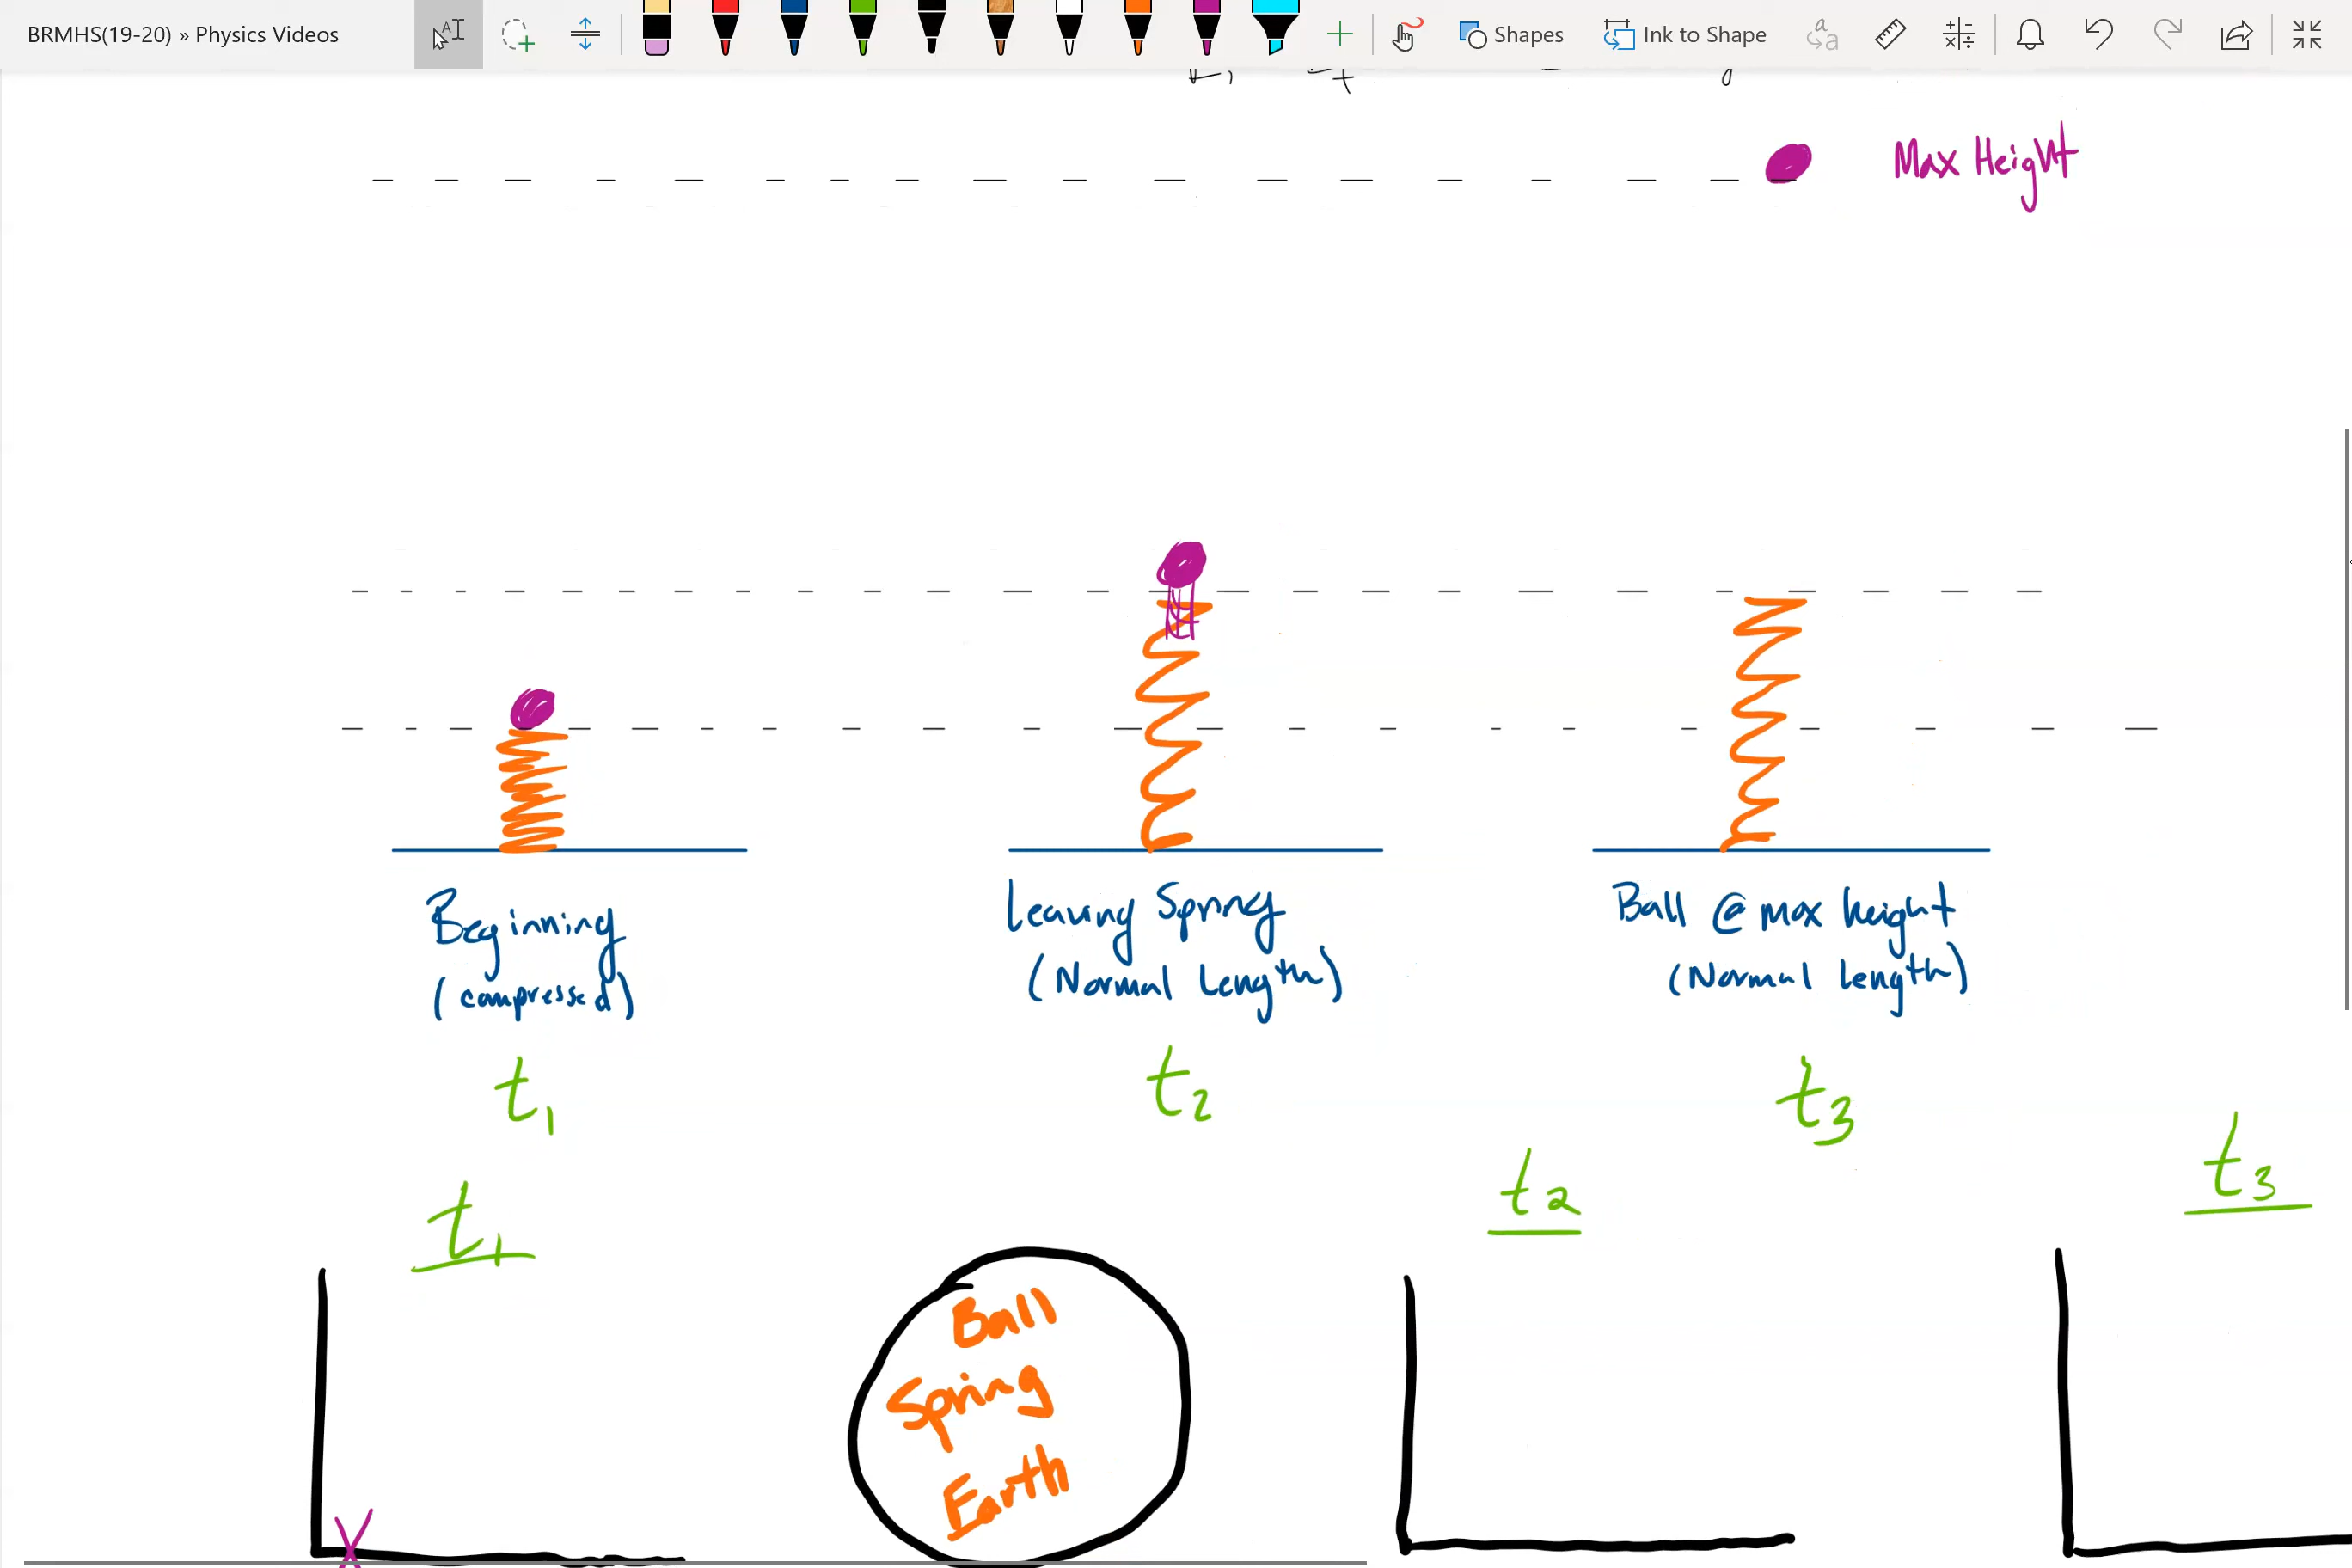 BRMHS(19-20) » Physics Videos
Shapes
Ink to Shape
Max Height
Beginning
(compressed)
Leaving Spring
(Normal Length)
Ball @ max height
(Normal Length)
t1
t2
t3
t1
t2
t3
Ball
Spring
Earth
X